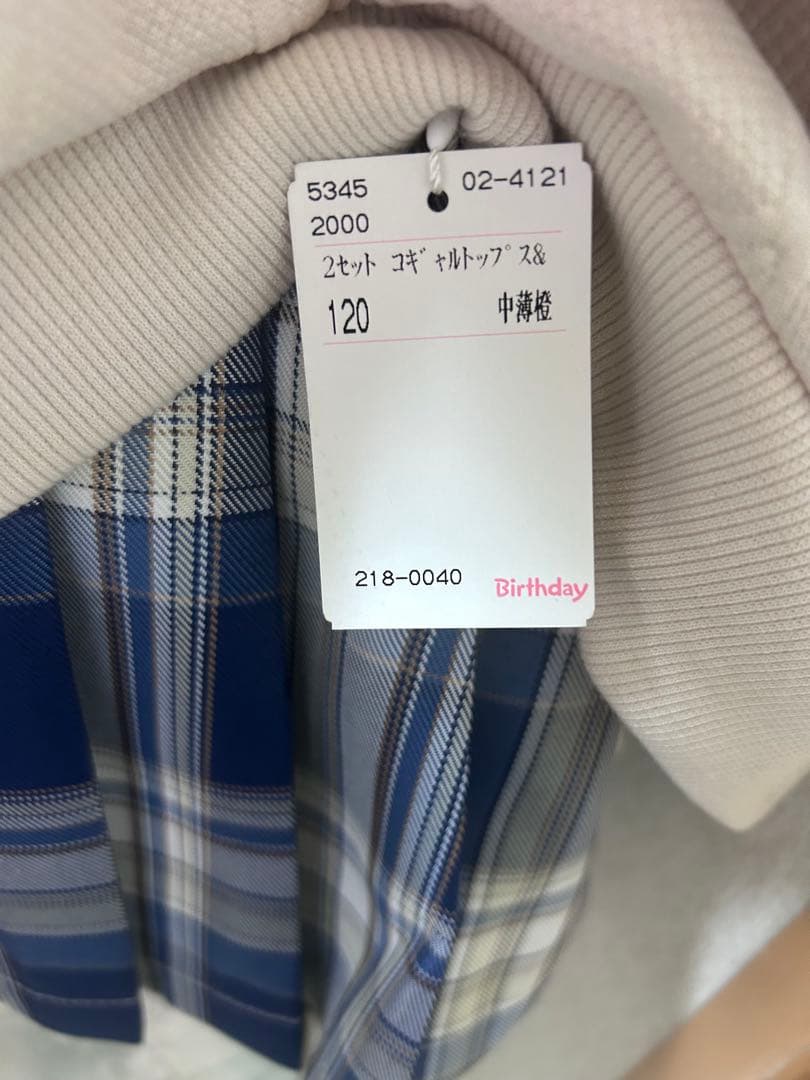 5345 02-4121
2000
2セット コギャルトップス&
120 中薄橙
218-0040 Birthday